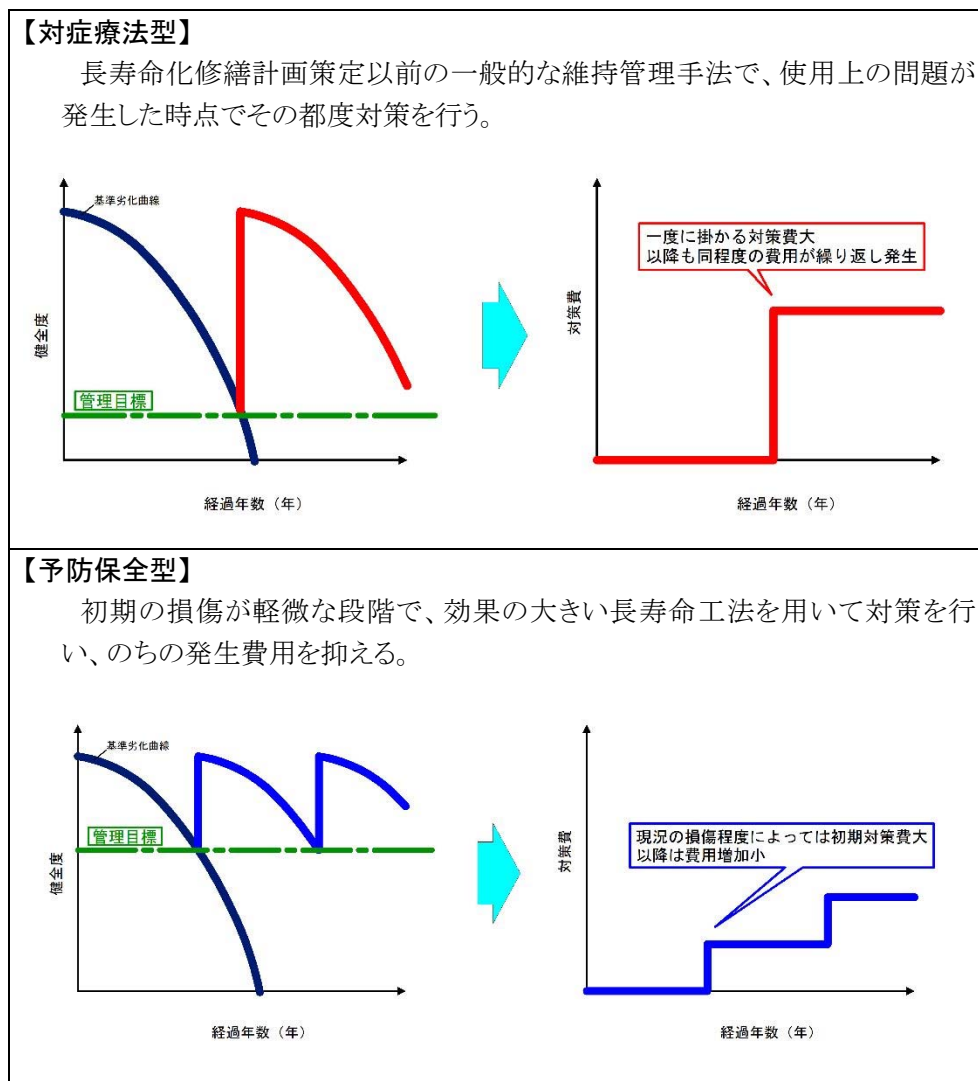 【対症療法型】
長寿命化修繕計画策定以前の一般的な維持管理手法で、使用上の問題が
発生した時点でその都度対策を行う。
基準劣化曲線
健全度
管理目標
経過年数（年）
一度に掛かる対策費大
以降も同程度の費用が繰り返し発生
対策費
経過年数（年）
【予防保全型】
初期の損傷が軽微な段階で、効果の大きい長寿命工法を用いて対策を行
い、のちの発生費用を抑える。
基準劣化曲線
管理目標
健全度
経過年数（年）
現況の損傷程度によっては初期対策費大
以降は費用増加小
対策費
経過年数（年）